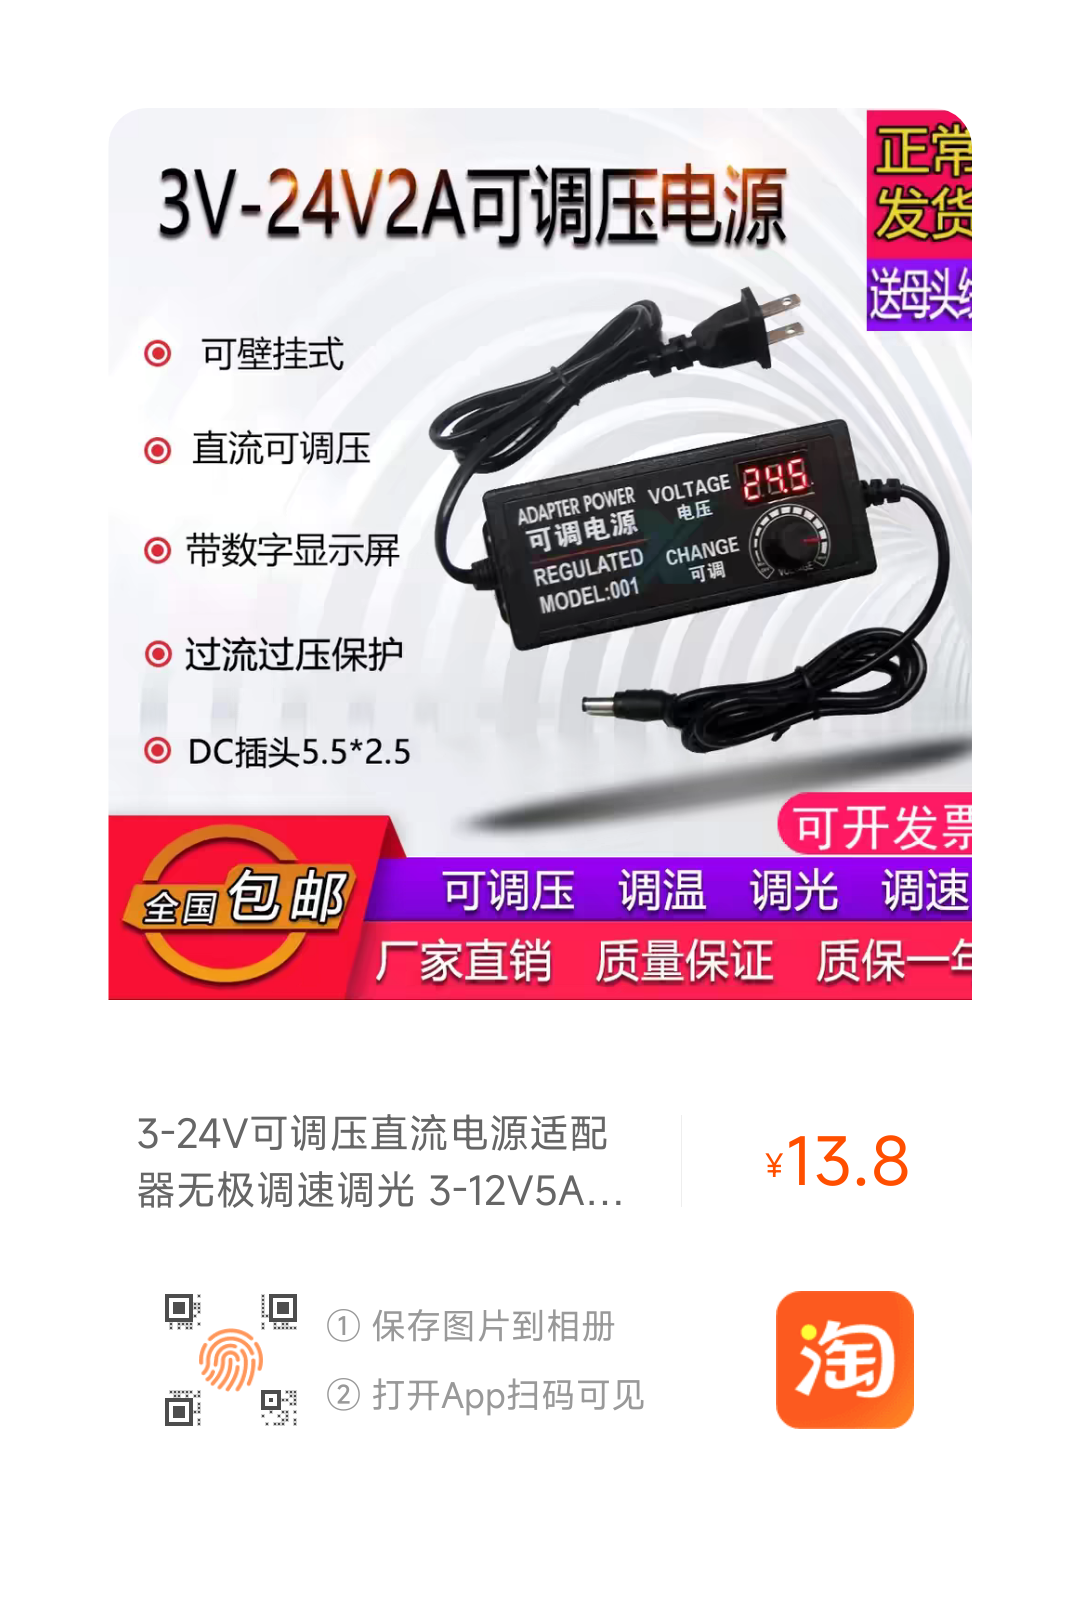 3V-24V2A可调压电源
正常
发货
送母头线
可壁挂式
直流可调压
带数字显示屏
过流过压保护
DC插头5.5*2.5
ADAPTER POWER
可调电源
REGULATED
MODEL:001
VOLTAGE
电压
24.5
CHANGE
可调
VOLTAGE
可开发票
全国包邮
可调压 调温 调光 调速
厂家直销 质量保证 质保一年
3-24V可调压直流电源适配
器无极调速调光 3-12V5A...
¥13.8
① 保存图片到相册
② 打开App扫码可见
淘